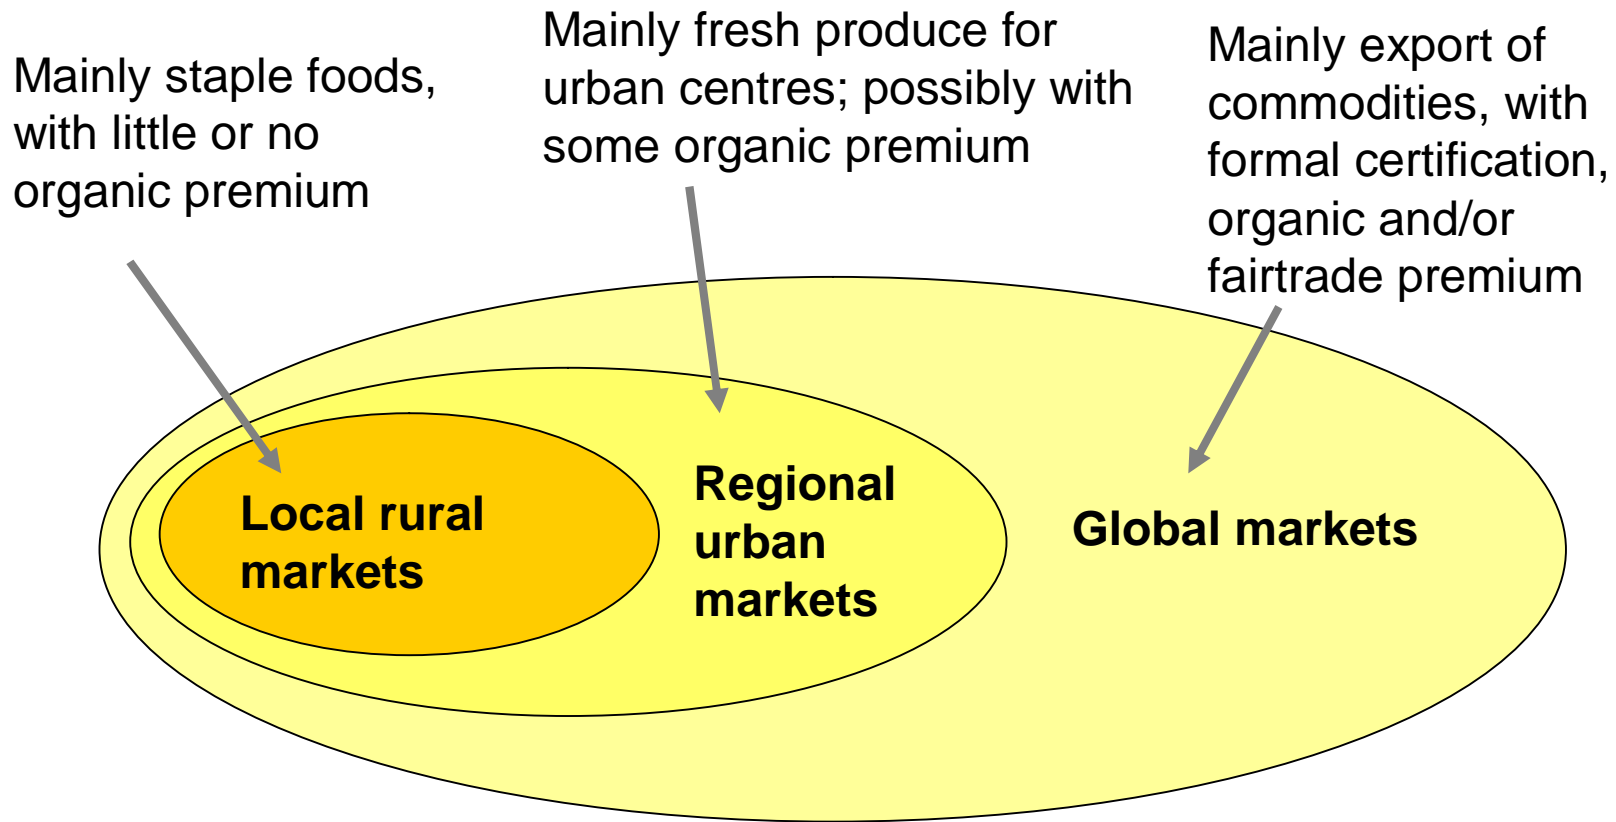 Mainly staple foods,
with little or no
organic premium
Mainly fresh produce for
urban centres; possibly with
some organic premium
Mainly export of
commodities, with
formal certification,
organic and/or
fairtrade premium
Local rural
markets
Regional
urban
markets
Global markets